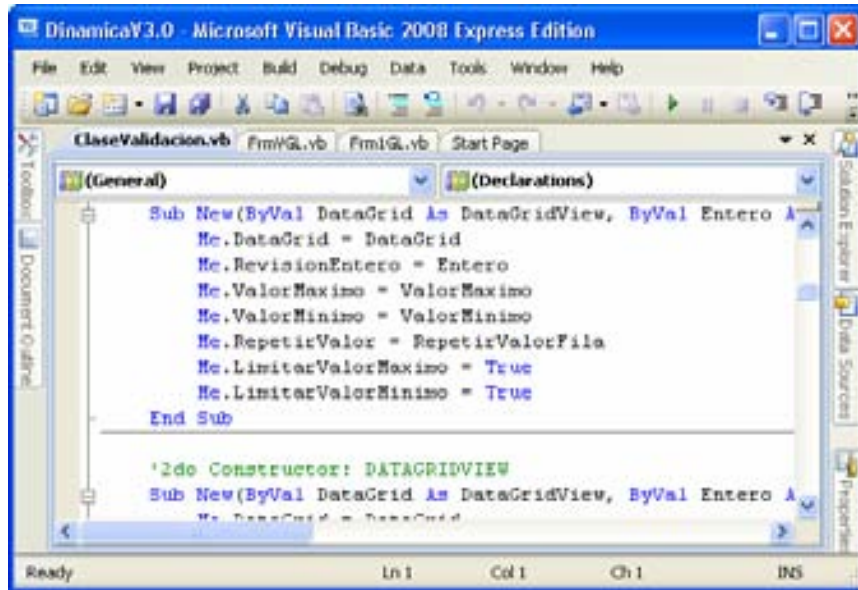 DinamicaV3.0 - Microsoft Visual Basic 2008 Express Edition
File Edit View Project Build Debug Data Tools Window Help
ClaseValidacion.vb FrmVGL.vb Frm1GL.vb Start Page
(General) (Declarations)
Toolbox
Document Outline
Sub New(ByVal DataGrid As DataGridView, ByVal Entero A
Me.DataGrid = DataGrid
Me.RevisionEntero = Entero
Me.ValorMaximo = ValorMaximo
Me.ValorMinimo = ValorMinimo
Me.RepetirValor = RepetirValorFila
Me.LimitarValorMaximo = True
Me.LimitarValorMinimo = True
End Sub
'2do Constructor: DATAGRIDVIEW
Sub New(ByVal DataGrid As DataGridView, ByVal Entero A
Me.DataGrid = DataGrid
Solution Explorer
Data Sources
Properties
Ready Ln 1 Col 1 Ch 1 INS